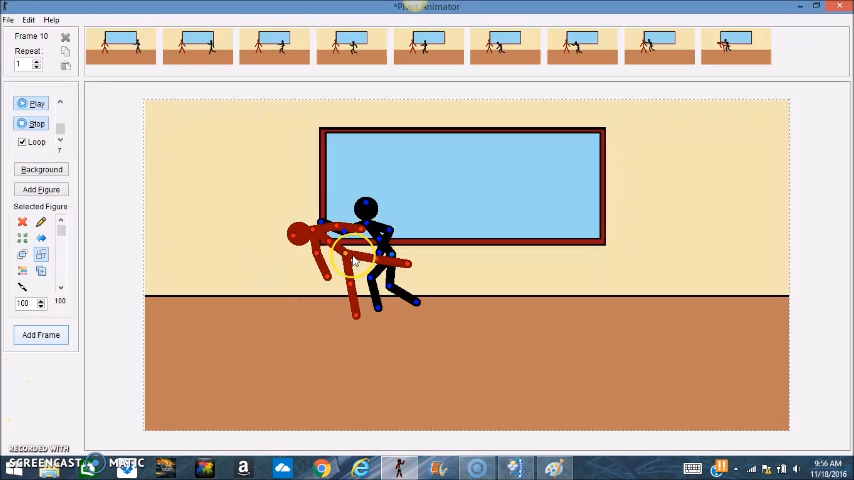 *Pivot Animator
File Edit Help
Frame 10
Repeat:
1
Play
Stop
Loop
7
Background
Add Figure
Selected Figure
100
100
Add Frame
RECORDED WITH
SCREENCAST MATIC
a
9:56 AM
11/18/2016